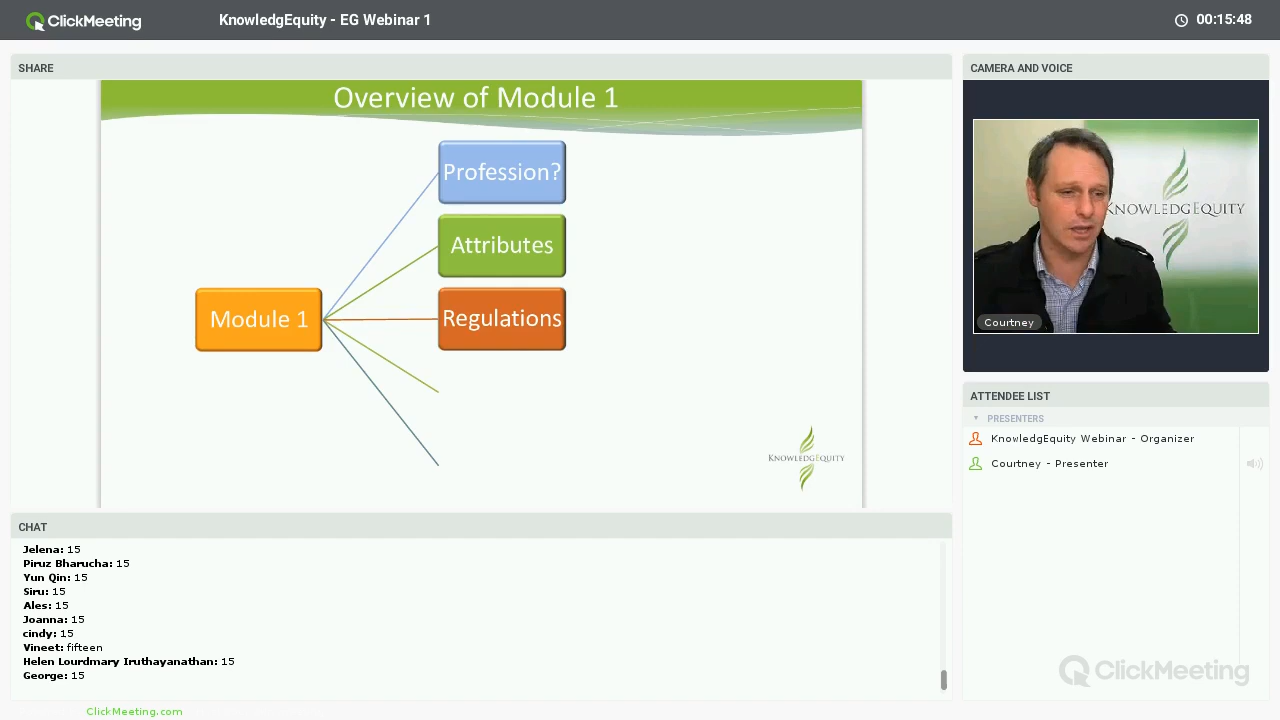 ClickMeeting
KnowledgEquity - EG Webinar 1
00:15:48
SHARE
Overview of Module 1
Profession?
Attributes
Module 1
Regulations
KNOWLEDGEQUITY
CAMERA AND VOICE
KNOWLEDGEQUITY
Courtney
ATTENDEE LIST
PRESENTERS
KnowledgEquity Webinar - Organizer
Courtney - Presenter
ClickMeeting
CHAT
Jelena: 15
Piruz Bharucha: 15
Yun Qin: 15
Siru: 15
Ales: 15
Joanna: 15
cindy: 15
Vineet: fifteen
Helen Lourdmary Iruthayanathan: 15
George: 15
ClickMeeting.com